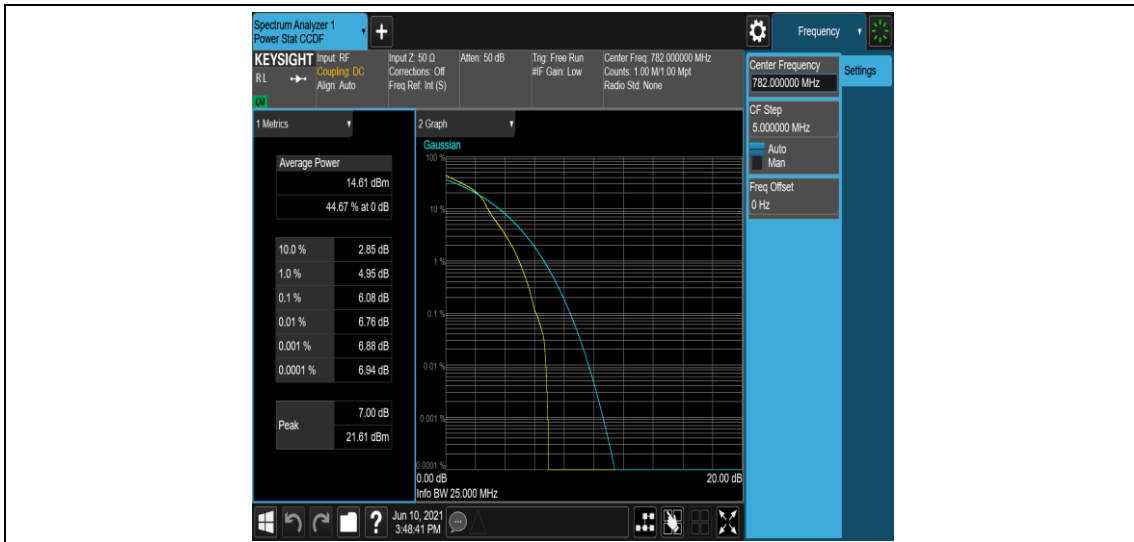 Spectrum Analyzer 1
Power Stat CCDF
+
Frequency
KEYSIGHT
RL
LXI
Input: RF
Coupling: DC
Align: Auto
Input Z: 50 Ω
Corrections: Off
Freq Ref: Int (S)
Atten: 50 dB
Trig: Free Run
#IF Gain: Low
Center Freq: 782.000000 MHz
Counts: 1.00 M/1.00 Mpt
Radio Std: None
Center Frequency
782.000000 MHz
Settings
CF Step
5.000000 MHz
Auto
Man
Freq Offset
0 Hz
1 Metrics
Average Power
14.61 dBm
44.67 % at 0 dB
10.0 % 2.85 dB
1.0 % 4.95 dB
0.1 % 6.08 dB
0.01 % 6.76 dB
0.001 % 6.88 dB
0.0001 % 6.94 dB
Peak
7.00 dB
21.61 dBm
2 Graph
Gaussian
100 %
10 %
1 %
0.1 %
0.01 %
0.001 %
0.0001 %
0.00 dB 20.00 dB
Info BW 25.000 MHz
?
Jun 10, 2021
3:48:41 PM